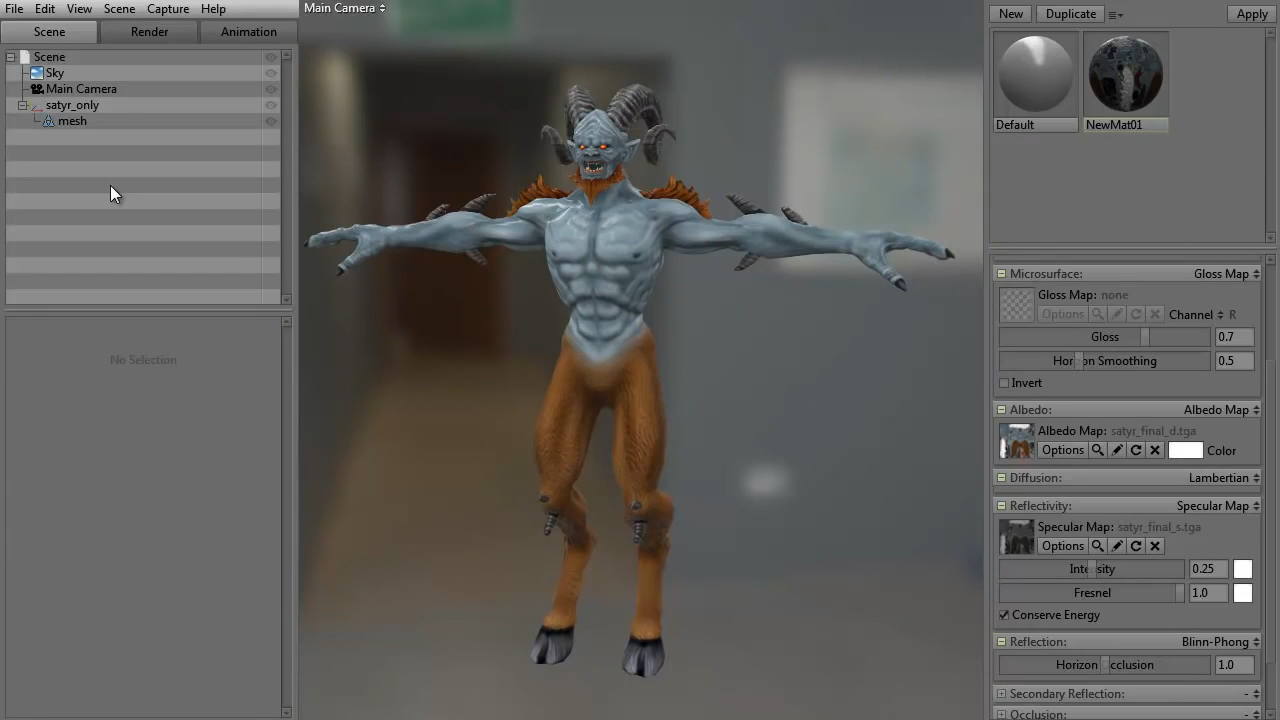 File Edit View Scene Capture Help
Main Camera
New Duplicate Apply
Scene Render Animation
Scene
Sky
Main Camera
satyr_only
mesh
No Selection
Default NewMat01
Microsurface: Gloss Map
Gloss Map: none
Options Channel R
Gloss 0.7
Horizon Smoothing 0.5
Invert
Albedo: Albedo Map
Albedo Map: satyr_final_d.tga
Options Color
Diffusion: Lambertian
Reflectivity: Specular Map
Specular Map: satyr_final_s.tga
Options
Intensity 0.25
Fresnel 1.0
Conserve Energy
Reflection: Blinn-Phong
Horizon Occlusion 1.0
Secondary Reflection: -
Occlusion: -